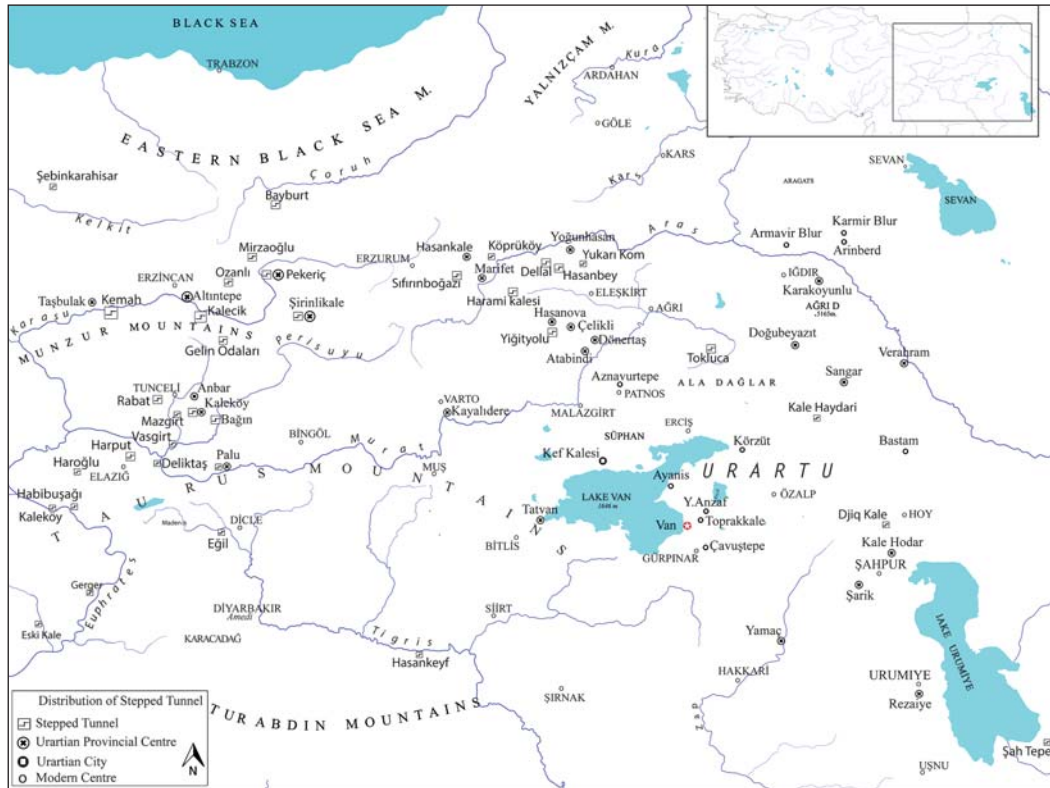 BLACK SEA
TRABZON
EASTERN BLACK SEA M.
YALNIZÇAM M.
Kura
ARDAHAN
GÖLE
KARS
Kars
Çoruh
Şebinkarahisar
Kelkit
Bayburt
SEVAN
SEVAN
ARAGATS
Karmir Blur
Armavir Blur
Arinberd
Aras
Mirzaoğlu
ERZURUM
Hasankale
Köprüköy
Yoğunhasan
Yukarı Kom
Marifet
Dellal
Hasanbey
Sıfırınboğazı
ERZİNCAN
Ozanlı
Pekeriç
IĞDIR
Karakoyunlu
Harami kalesi
ELEŞKİRT
AĞRI
AĞRI D
.5165m.
Taşbulak
Kemah
Altıntepe
Kalecik
Şirinlikale
Karasu
MUNZUR MOUNTAINS
Gelin Odaları
Perisuyu
Hasanova
Çelikli
Yiğityolu
Dönertaş
Atabindi
Doğubeyazıt
Tokluca
Verahram
TUNCELİ
Anbar
Rabat
Kaleköy
Mazgirt
Bağın
Vasgirt
VARTO
Kayalıdere
MALAZGİRT
Aznavurtepe
PATNOS
ALA DAĞLAR
Sangar
Kale Haydari
Harput
ELAZIĞ
Haroğlu
Deliktaş
Palu
BİNGÖL
Murat
MUŞ
SÜPHAN
ERCİŞ
Kef Kalesi
Körzüt
Bastam
TAURUS MOUNTAINS
URARTU
Habibuşağı
Kaleköy
Maden
DİCLE
Eğil
Tatvan
BİTLİS
LAKE VAN
1646 m
Ayanis
Y.Anzaf
Van
Toprakkale
ÖZALP
Djiq Kale
HOY
GÜRPINAR
Çavuştepe
Kale Hodar
ŞAHPUR
Şarik
Gerger
Euphrates
Eski Kale
DİYARBAKIR
Amedi
KARACADAĞ
SİİRT
Tigris
Hasankeyf
Yamaç
HAKKARİ
ŞIRNAK
Zap
lAKE URUMİYE
URUMIYE
Rezaiye
Şah Tepe
UŞNU
TURABDIN MOUNTAINS
Distribution of Stepped Tunnel
Stepped Tunnel
Urartian Provincial Centre
Urartian City
Modern Centre
N